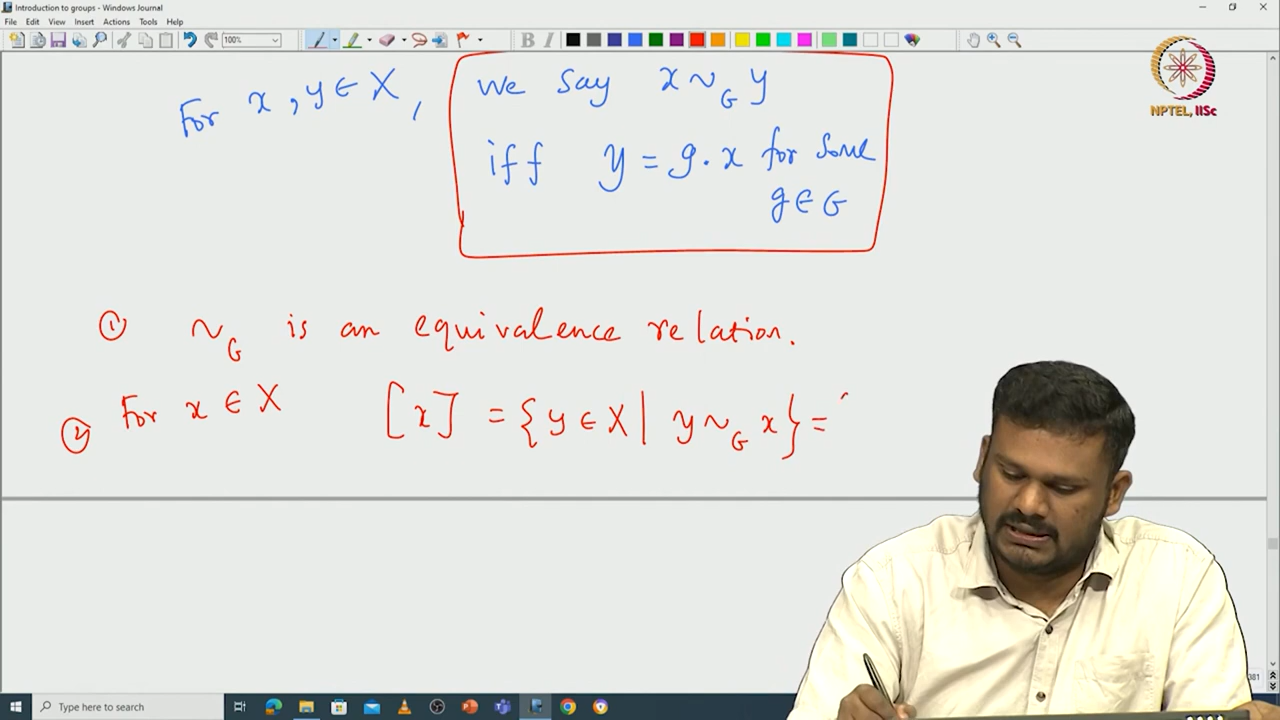 Introduction to groups - Windows Journal
File Edit View Insert Actions Tools Help
100%
B I
NPTEL, IISc
For x, y ∈ X, we say x ~G y
iff y = g · x for some
g ∈ G
① ~G is an equivalence relation.
② For x ∈ X [x] = {y ∈ X | y ~G x} =
381
Type here to search